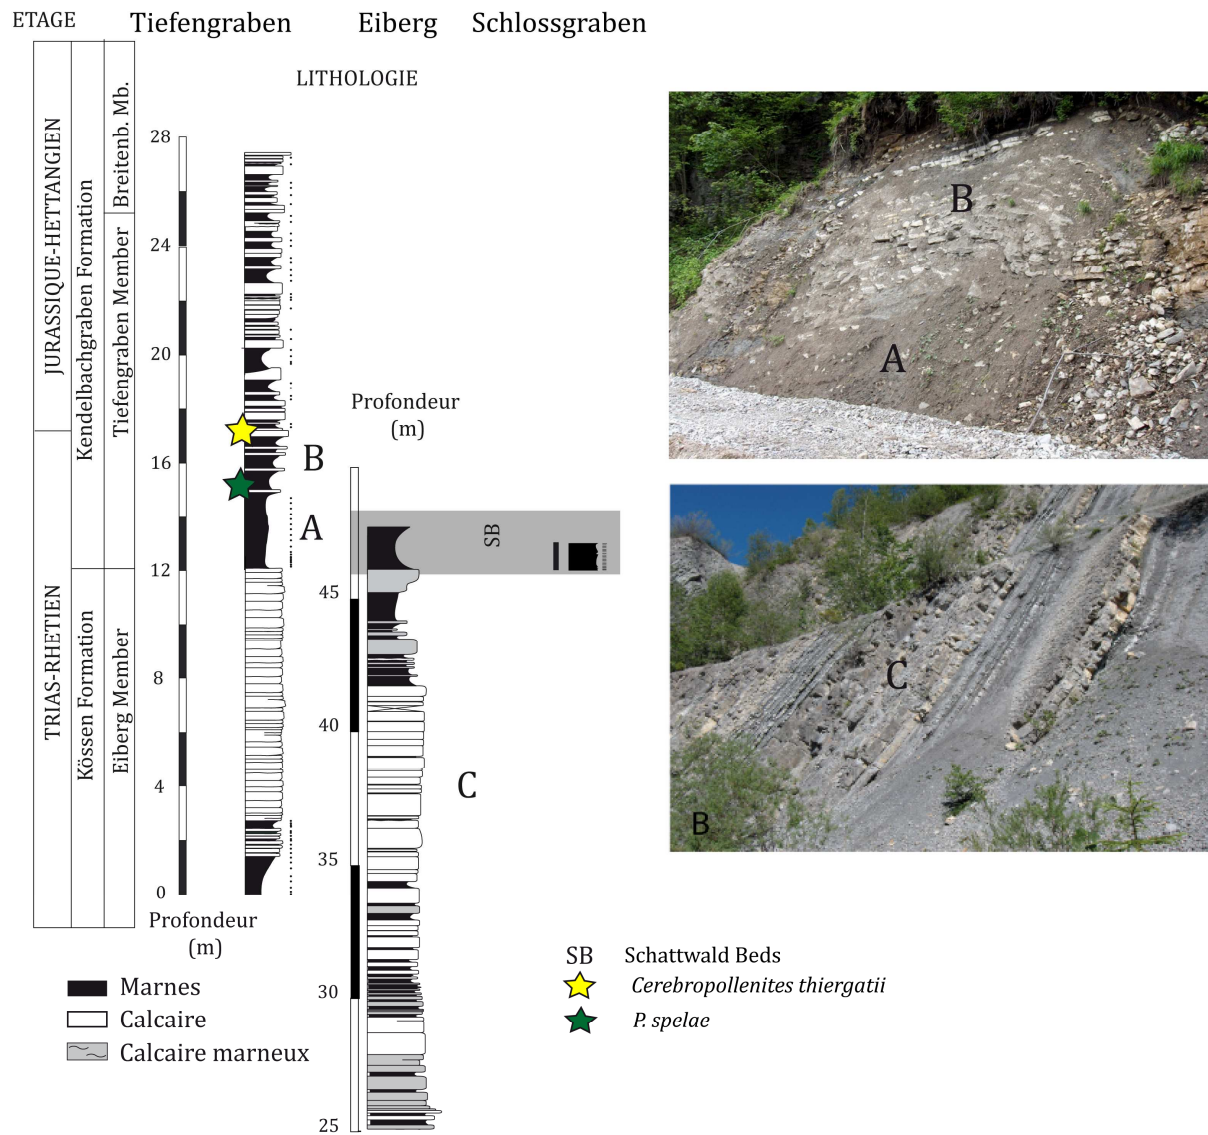 ETAGE
Tiefengraben
Eiberg
Schlossgraben
LITHOLOGIE
JURASSIQUE-HETTANGIEN
TRIAS-RHETIEN
Kendelbachgraben Formation
Kössen Formation
Breitenb. Mb.
Tiefengraben Member
Eiberg Member
28
24
20
16
12
8
4
0
Profondeur
(m)
B
A
Profondeur
(m)
45
40
35
30
25
SB
C
B
A
C
B
Marnes
Calcaire
Calcaire marneux
SB Schattwald Beds
Cerebropollenites thiergatii
P. spelae